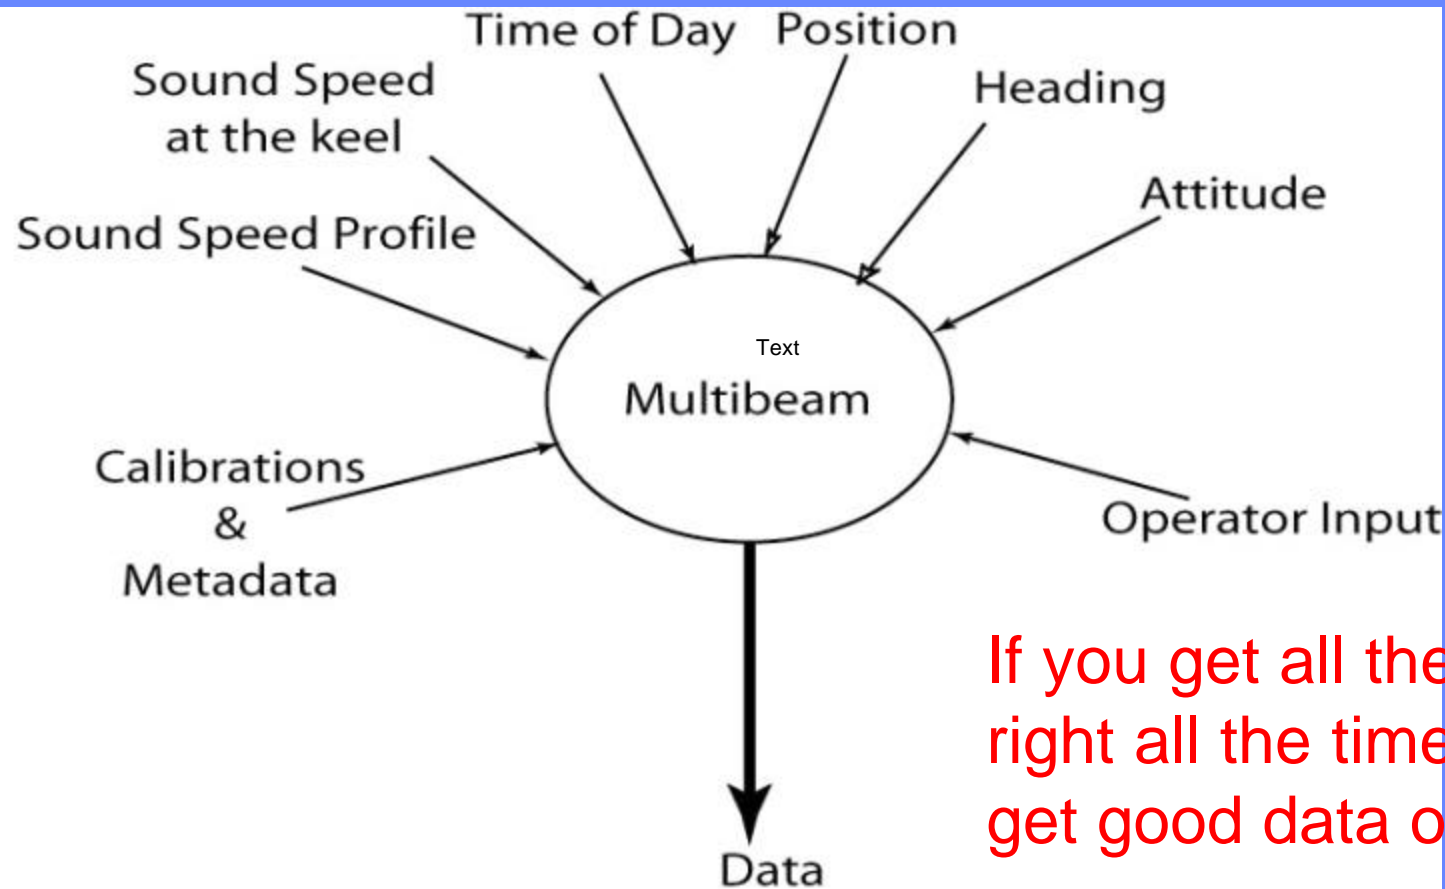 Time of Day
Position
Sound Speed
at the keel
Heading
Attitude
Sound Speed Profile
Text
Multibeam
Calibrations
&
Metadata
Operator Input
If you get all the
right all the time
get good data o
Data